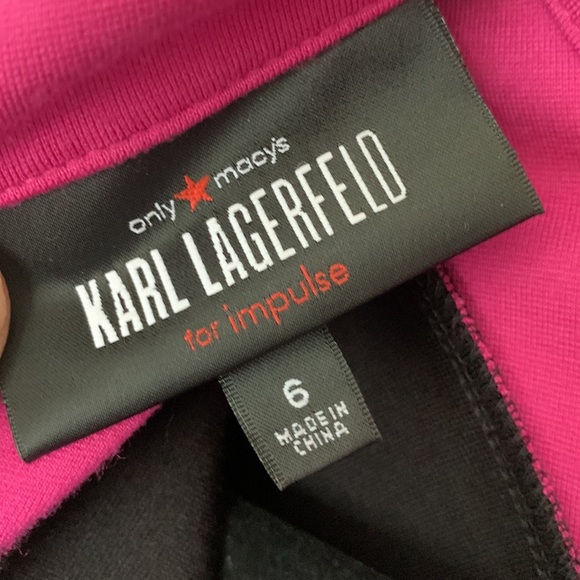 only ★ macy's
KARL LAGERFELD
for impulse
6
MADE IN
CHINA